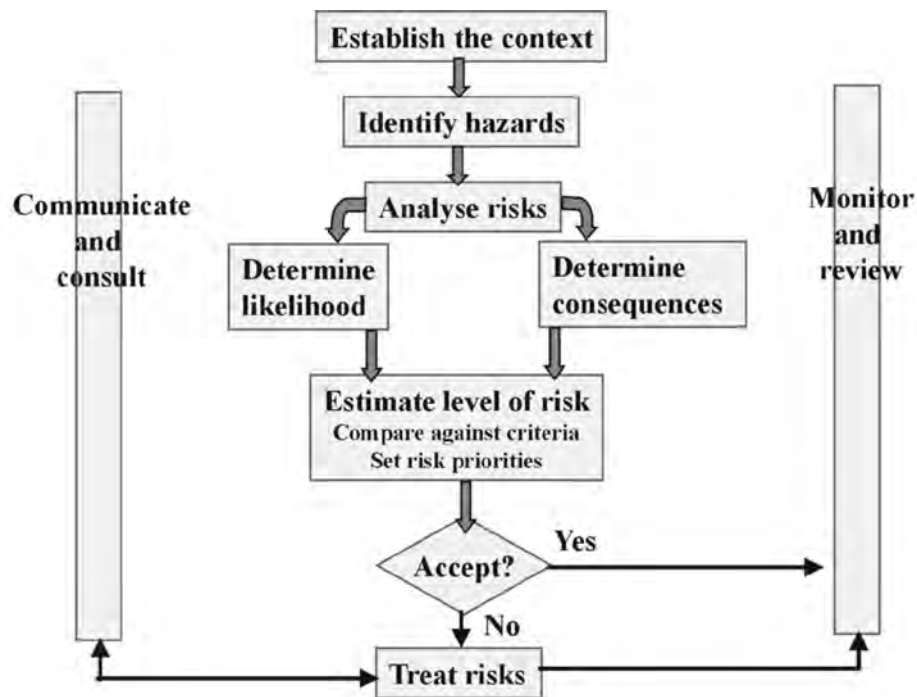 Establish the context
Identify hazards
Analyse risks
Communicate
and
consult
Monitor
and
review
Determine
likelihood
Determine
consequences
Estimate level of risk
Compare against criteria
Set risk priorities
Accept?
Yes
No
Treat risks